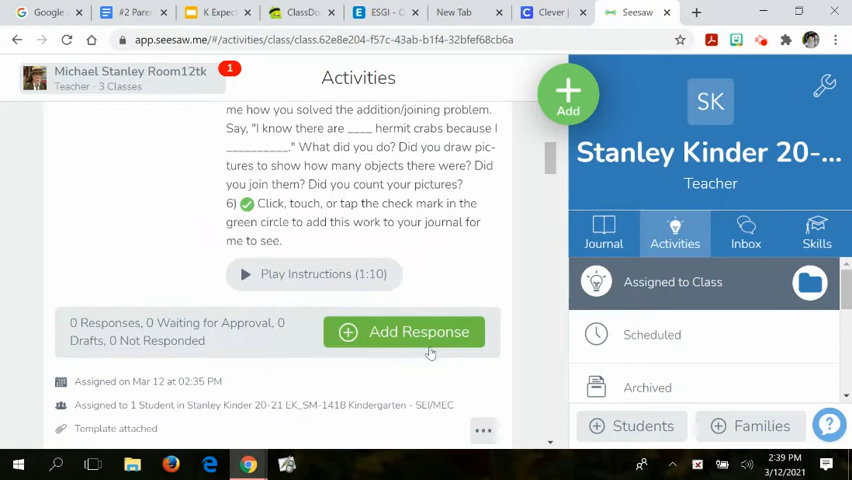 Google
#2 Pare
K Expect
ClassDo
ESGI - C
New Tab
Clever |
Seesaw
app.seesaw.me/#/activities/class/class.62e8e204-f57c-43ab-b1f4-32bfef68c66a
Michael Stanley Room12tk
Teacher - 3 Classes
1
Activities
Add
me how you solved the addition/joining problem.
Say, "I know there are ____ hermit crabs because I
__________." What did you do? Did you draw pic-
tures to show how many objects there were? Did
you join them? Did you count your pictures?
6) Click, touch, or tap the check mark in the
green circle to add this work to your journal for
me to see.
Play Instructions (1:10)
0 Responses, 0 Waiting for Approval, 0
Drafts, 0 Not Responded
Add Response
Assigned on Mar 12 at 02:35 PM
Assigned to 1 Student in Stanley Kinder 20-21 EK_SM-1418 Kindergarten - SEI/MEC
Template attached
SK
Stanley Kinder 20-...
Teacher
Journal
Activities
Inbox
Skills
Assigned to Class
Scheduled
Archived
Students
Families
2:39 PM
3/12/2021